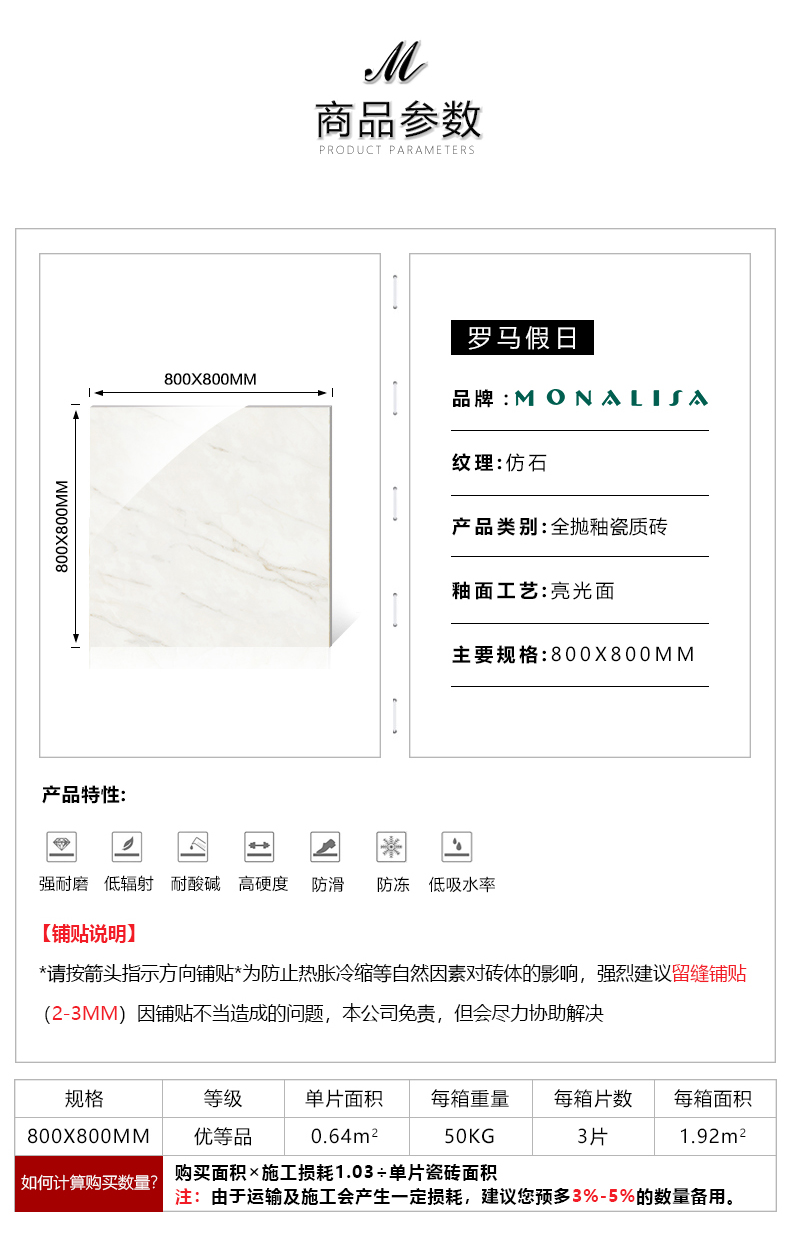 M
商品参数
PRODUCT PARAMETERS
800X800MM
800X800MM
罗马假日
品牌：MONALISA
纹理:仿石
产品类别:全抛釉瓷质砖
釉面工艺:亮光面
主要规格:800X800MM
产品特性:
强耐磨 低辐射 耐酸碱 高硬度 防滑 防冻 低吸水率
【铺贴说明】
*请按箭头指示方向铺贴*为防止热胀冷缩等自然因素对砖体的影响，强烈建议留缝铺贴
（2-3MM）因铺贴不当造成的问题，本公司免责，但会尽力协助解决
规格 等级 单片面积 每箱重量 每箱片数 每箱面积
800X800MM 优等品 0.64m² 50KG 3片 1.92m²
如何计算购买数量?
购买面积×施工损耗1.03÷单片瓷砖面积
注：由于运输及施工会产生一定损耗，建议您预多3%-5%的数量备用。